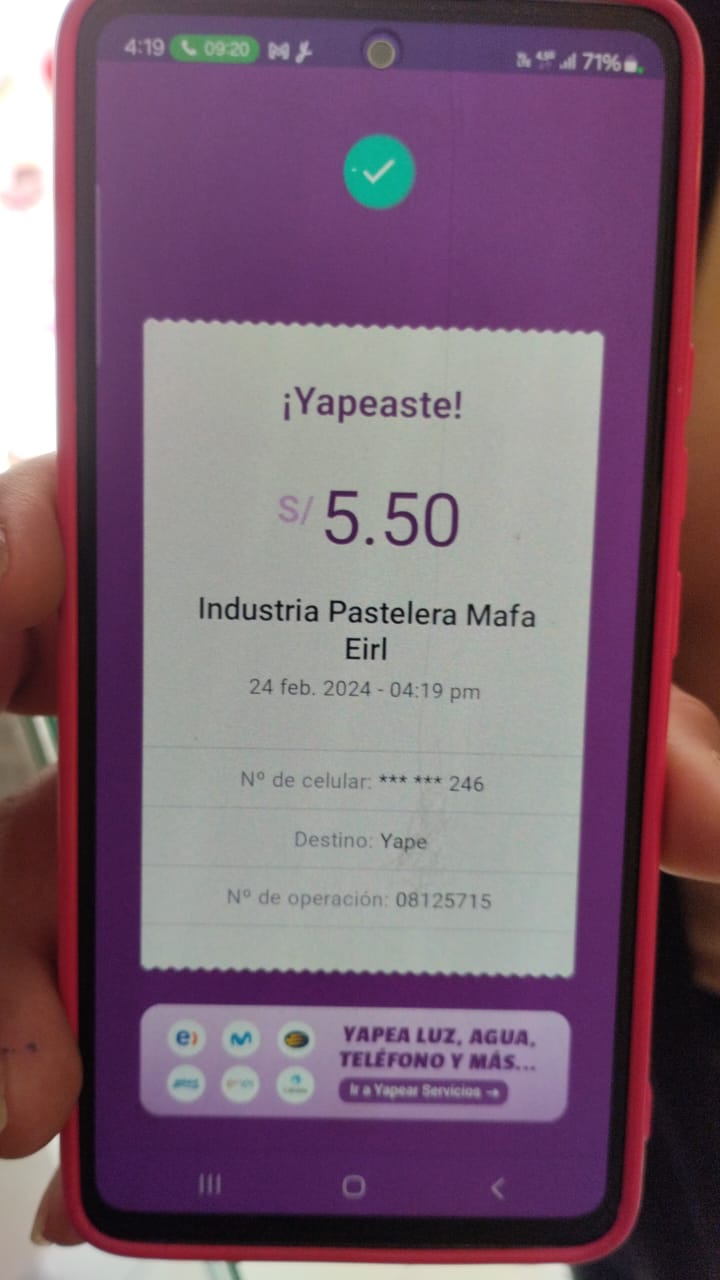 4:19 09:20 71%
¡Yapeaste!
S/ 5.50
Industria Pastelera Mafa
Eirl
24 feb. 2024 - 04:19 pm
Nº de celular: *** *** 246
Destino: Yape
Nº de operación: 08125715
YAPEA LUZ, AGUA,
TELÉFONO Y MÁS...
Ir a Yapear Servicios →